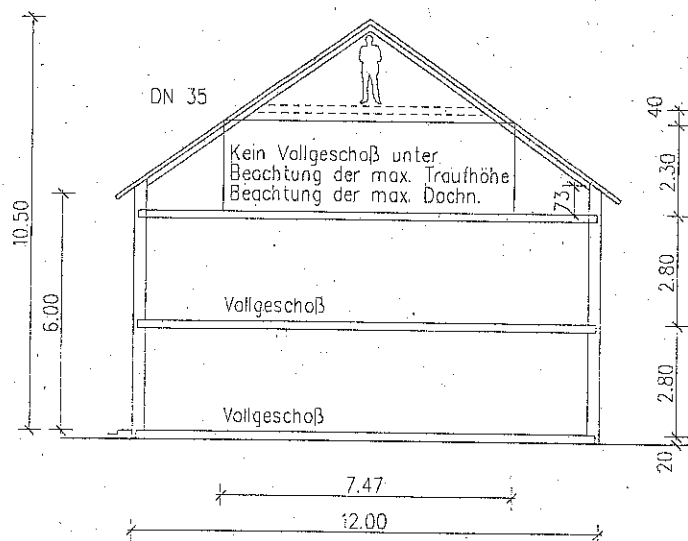 DN 35
Kein Vollgeschoß unter
Beachtung der max. Traufhöhe
Beachtung der max. Dachn.
73
40
2.30
10.50
6.00
2.80
Vollgeschoß
2.80
Vollgeschoß
20
7.47
12.00